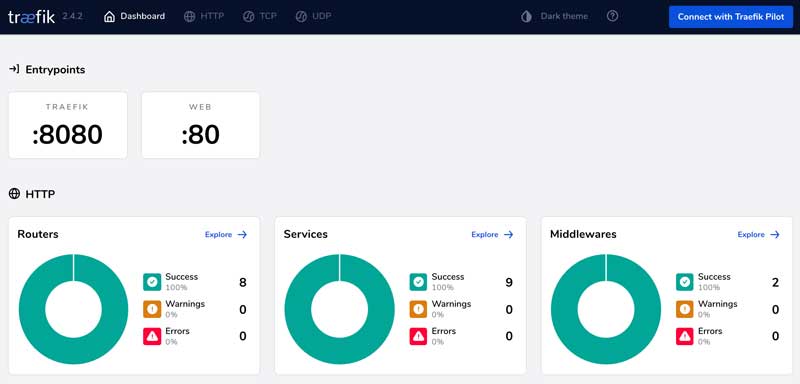 træfik 2.4.2 Dashboard HTTP TCP UDP Dark theme Connect with Traefik Pilot
Entrypoints
TRAEFIK
:8080
WEB
:80
HTTP
Routers Explore
Success 8
100%
Warnings 0
0%
Errors 0
0%
Services Explore
Success 9
100%
Warnings 0
0%
Errors 0
0%
Middlewares Explore
Success 2
100%
Warnings 0
0%
Errors 0
0%